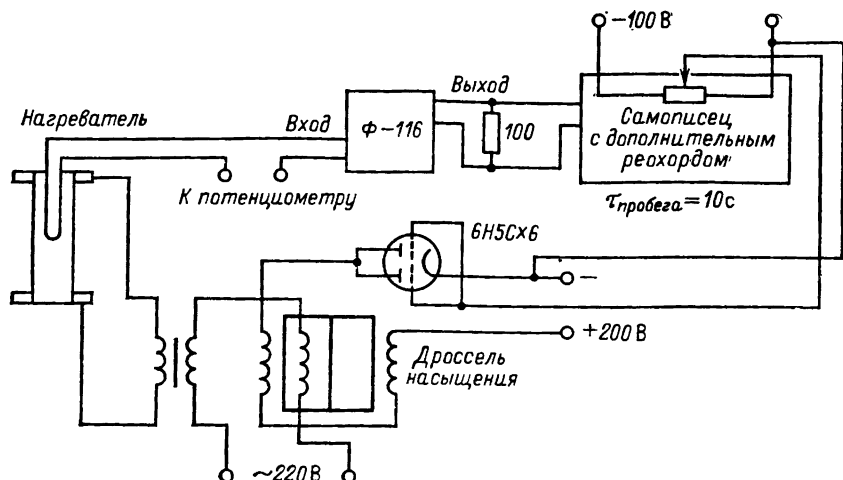 −100 В
Выход
Нагреватель
Вход
Ф−116
100
Самописец
с дополнительным
реохордом
К потенциометру
τпробега = 10с
6Н5С×6
−
+200 В
Дроссель
насыщения
~220 В